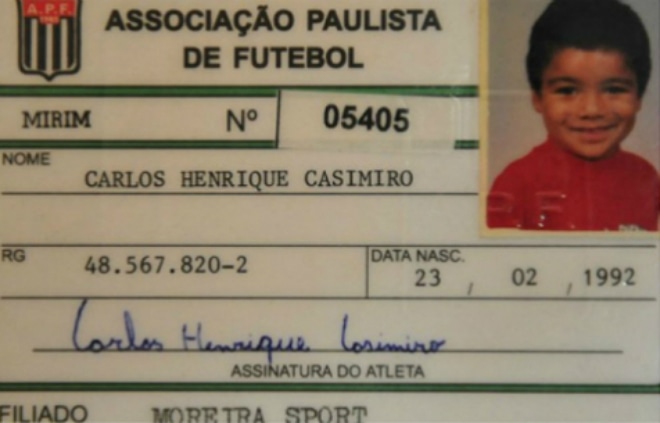 A.P.F.
ASSOCIAÇÃO PAULISTA
DE FUTEBOL
MIRIM Nº 05405
NOME
CARLOS HENRIQUE CASIMIRO
RG 48.567.820-2
DATA NASC.
23 , 02 , 1992
Carlos Henrique Casimiro
ASSINATURA DO ATLETA
FILIADO MOREIRA SPORT